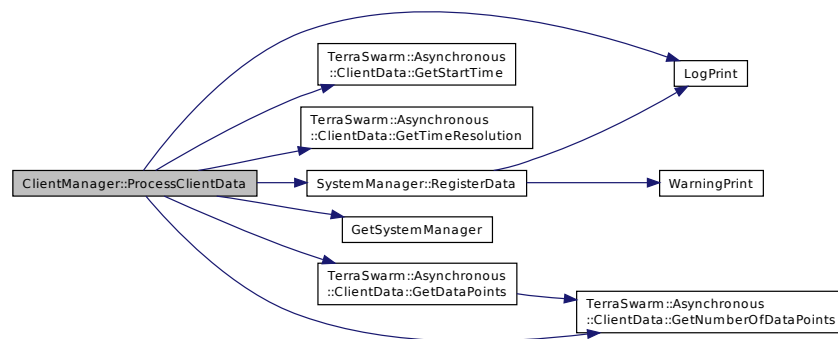 TerraSwarm::Asynchronous
::ClientData::GetStartTime
LogPrint
TerraSwarm::Asynchronous
::ClientData::GetTimeResolution
ClientManager::ProcessClientData
SystemManager::RegisterData
WarningPrint
GetSystemManager
TerraSwarm::Asynchronous
::ClientData::GetDataPoints
TerraSwarm::Asynchronous
::ClientData::GetNumberOfDataPoints